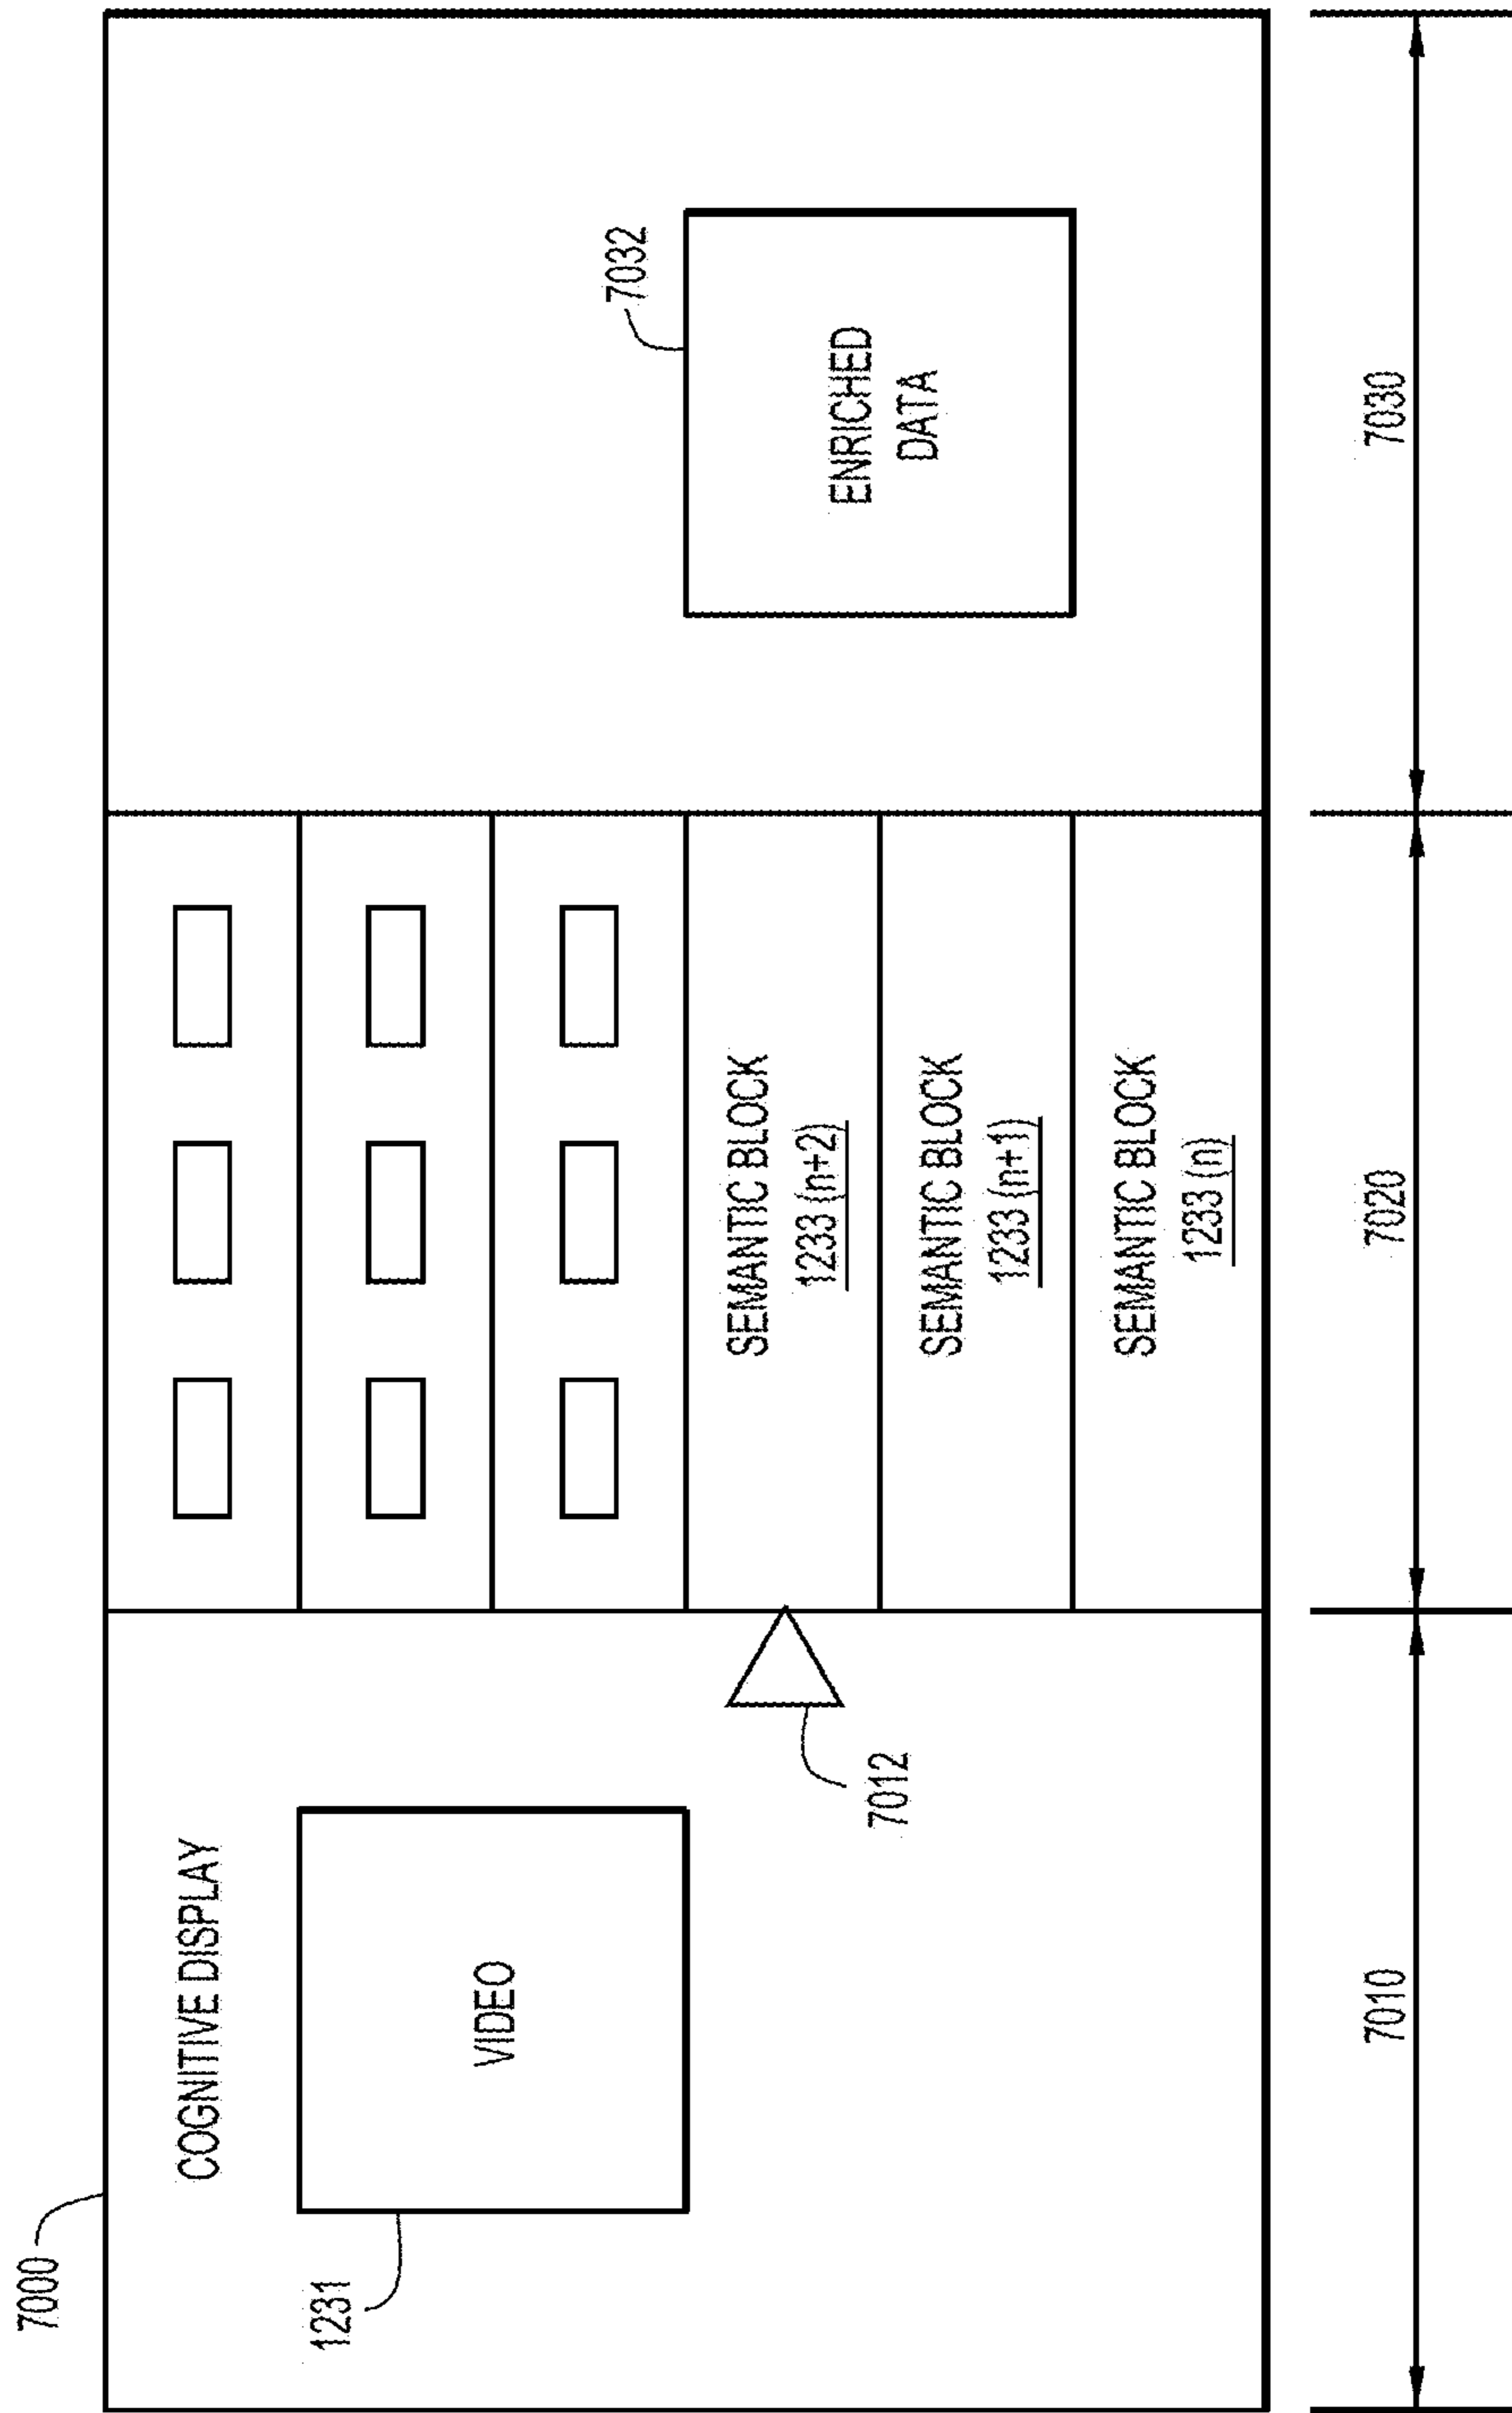 7000
COGNITIVE DISPLAY
1231
VIDEO
7012
SEMANTIC BLOCK
1233 (n+2)
SEMANTIC BLOCK
1233 (n+1)
SEMANTIC BLOCK
1233 (n)
7032
ENRICHED
DATA
7010
7020
7030